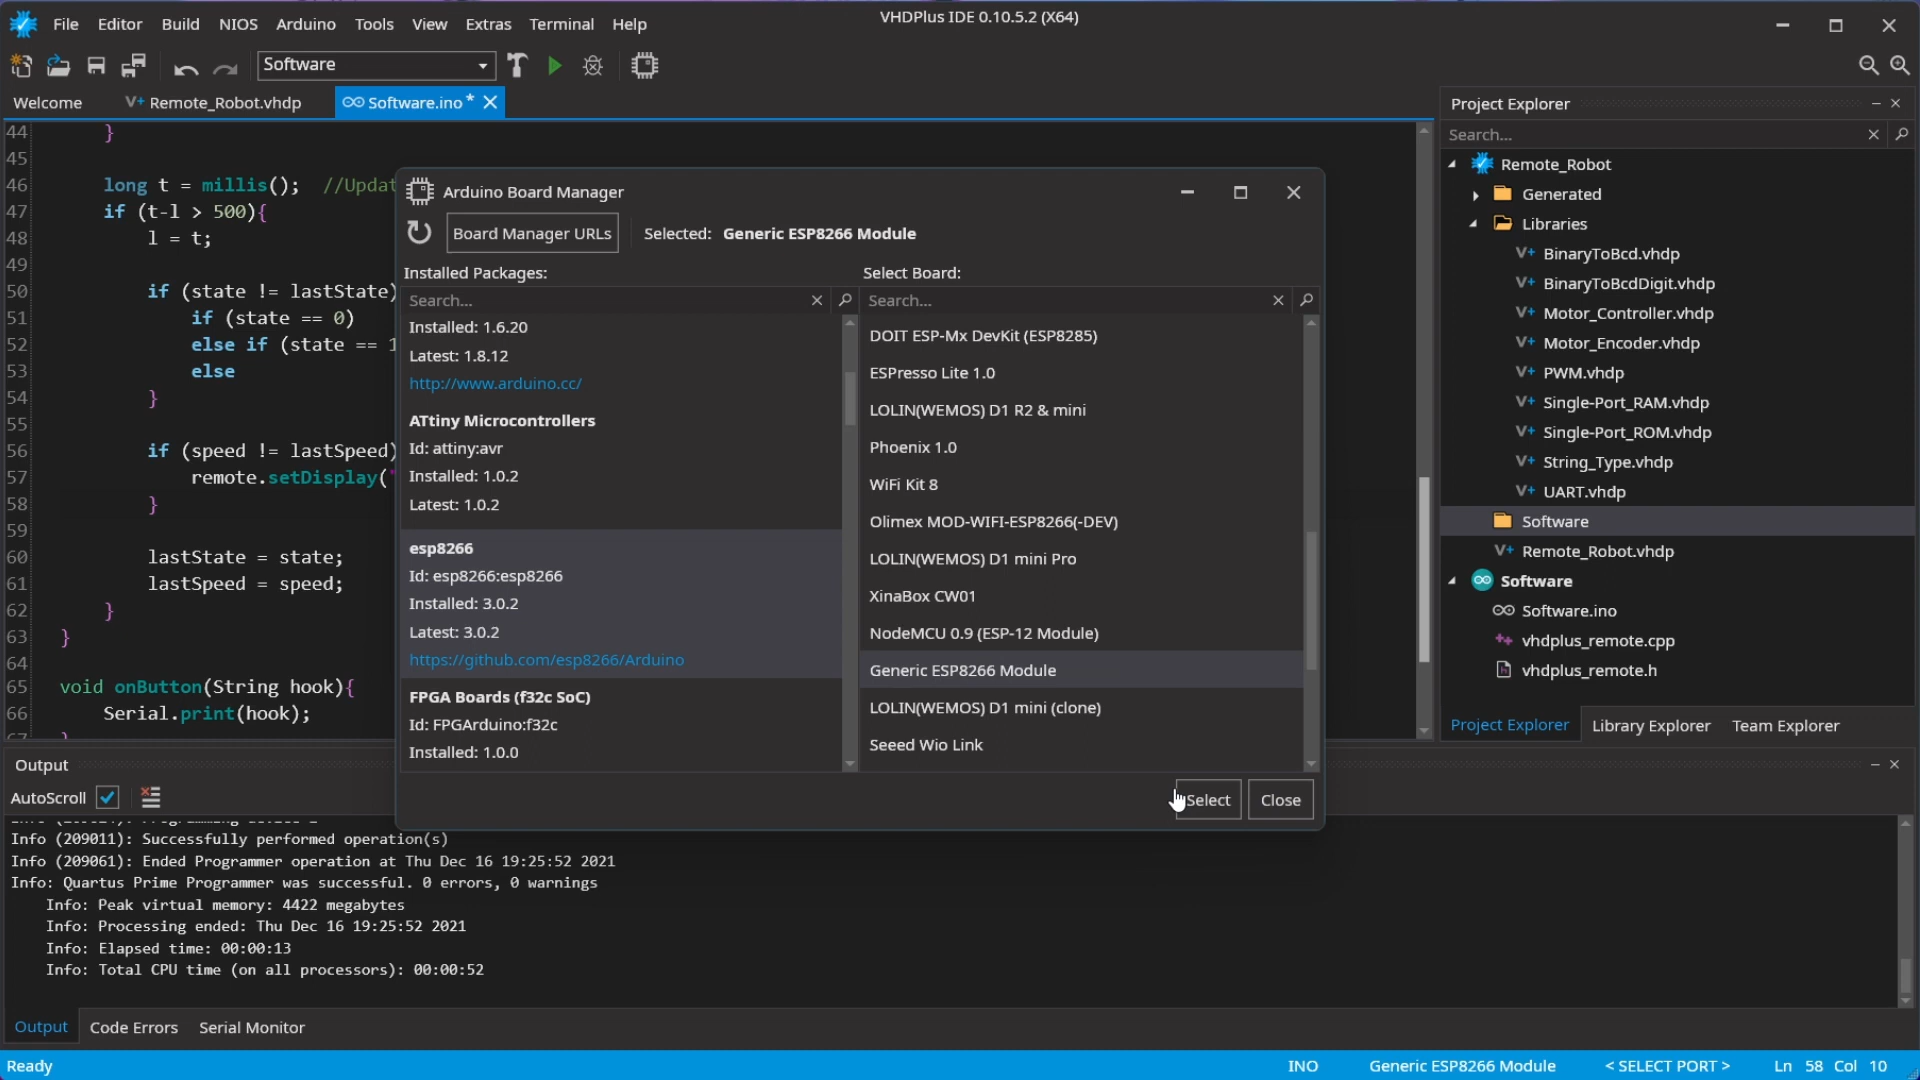 File Editor Build NIOS Arduino Tools View Extras Terminal Help
VHDPlus IDE 0.10.5.2 (X64)
Software
Welcome V+ Remote_Robot.vhdp Software.ino *
44 }
45
46 long t = millis(); //Updat
47 if (t-l > 500){
48 l = t;
49
50 if (state != lastState)
51 if (state == 0)
52 else if (state == 1
53 else
54 }
55
56 if (speed != lastSpeed)
57 remote.setDisplay("
58 }
59
60 lastState = state;
61 lastSpeed = speed;
62 }
63 }
64
65 void onButton(String hook){
66 Serial.print(hook);
67 }
Arduino Board Manager
Board Manager URLs Selected: Generic ESP8266 Module
Installed Packages:
Search...
Installed: 1.6.20
Latest: 1.8.12
http://www.arduino.cc/
ATtiny Microcontrollers
Id: attiny:avr
Installed: 1.0.2
Latest: 1.0.2
esp8266
Id: esp8266:esp8266
Installed: 3.0.2
Latest: 3.0.2
https://github.com/esp8266/Arduino
FPGA Boards (f32c SoC)
Id: FPGArduino:f32c
Installed: 1.0.0
Select Board:
Search...
DOIT ESP-Mx DevKit (ESP8285)
ESPresso Lite 1.0
LOLIN(WEMOS) D1 R2 & mini
Phoenix 1.0
WiFi Kit 8
Olimex MOD-WIFI-ESP8266(-DEV)
LOLIN(WEMOS) D1 mini Pro
XinaBox CW01
NodeMCU 0.9 (ESP-12 Module)
Generic ESP8266 Module
LOLIN(WEMOS) D1 mini (clone)
Seeed Wio Link
Select Close
Project Explorer
Search...
Remote_Robot
Generated
Libraries
V+ BinaryToBcd.vhdp
V+ BinaryToBcdDigit.vhdp
V+ Motor_Controller.vhdp
V+ Motor_Encoder.vhdp
V+ PWM.vhdp
V+ Single-Port_RAM.vhdp
V+ Single-Port_ROM.vhdp
V+ String_Type.vhdp
V+ UART.vhdp
Software
V+ Remote_Robot.vhdp
Software
Software.ino
vhdplus_remote.cpp
vhdplus_remote.h
Project Explorer Library Explorer Team Explorer
Output
AutoScroll
Info (209011): Successfully performed operation(s)
Info (209061): Ended Programmer operation at Thu Dec 16 19:25:52 2021
Info: Quartus Prime Programmer was successful. 0 errors, 0 warnings
Info: Peak virtual memory: 4422 megabytes
Info: Processing ended: Thu Dec 16 19:25:52 2021
Info: Elapsed time: 00:00:13
Info: Total CPU time (on all processors): 00:00:52
Output Code Errors Serial Monitor
Ready INO Generic ESP8266 Module < SELECT PORT > Ln 58 Col 10